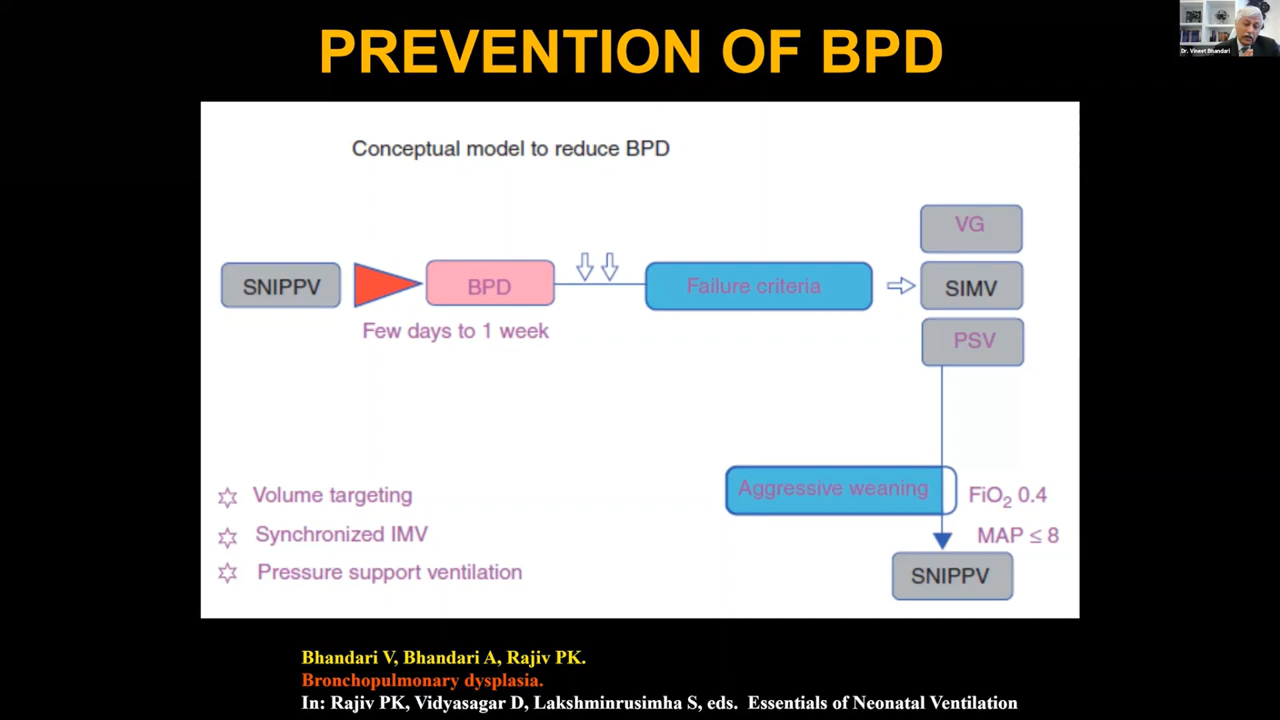 PREVENTION OF BPD
Dr. Vineet Bhandari
Conceptual model to reduce BPD
SNIPPV
BPD
Few days to 1 week
Failure criteria
VG
SIMV
PSV
Aggressive weaning
FiO₂ 0.4
MAP ≤ 8
SNIPPV
Volume targeting
Synchronized IMV
Pressure support ventilation
Bhandari V, Bhandari A, Rajiv PK.
Bronchopulmonary dysplasia.
In: Rajiv PK, Vidyasagar D, Lakshminrusimha S, eds. Essentials of Neonatal Ventilation